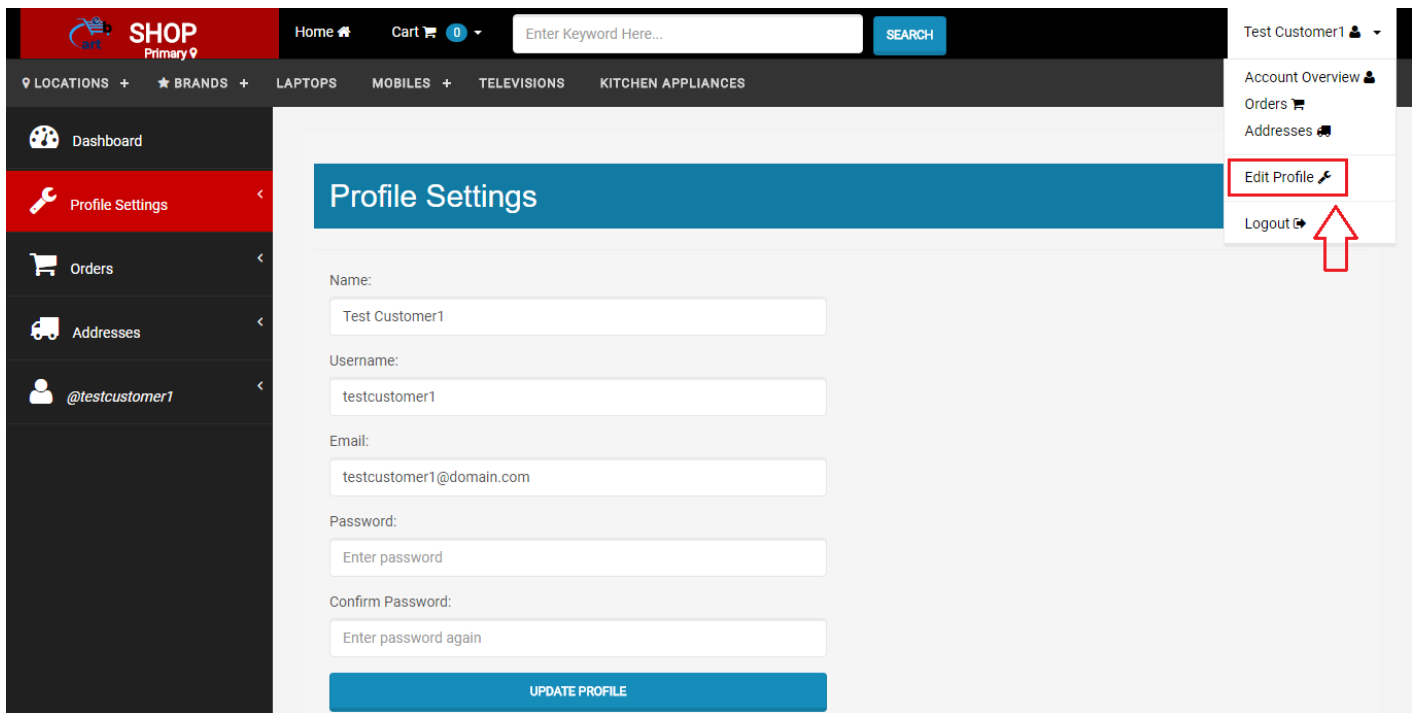 art
SHOP
Primary
Home
Cart 0
Enter Keyword Here...
SEARCH
Test Customer1
LOCATIONS +
BRANDS +
LAPTOPS
MOBILES +
TELEVISIONS
KITCHEN APPLIANCES
Account Overview
Orders
Addresses
Edit Profile
Logout
Dashboard
Profile Settings
Orders
Addresses
@testcustomer1
Profile Settings
Name:
Test Customer1
Username:
testcustomer1
Email:
testcustomer1@domain.com
Password:
Enter password
Confirm Password:
Enter password again
UPDATE PROFILE